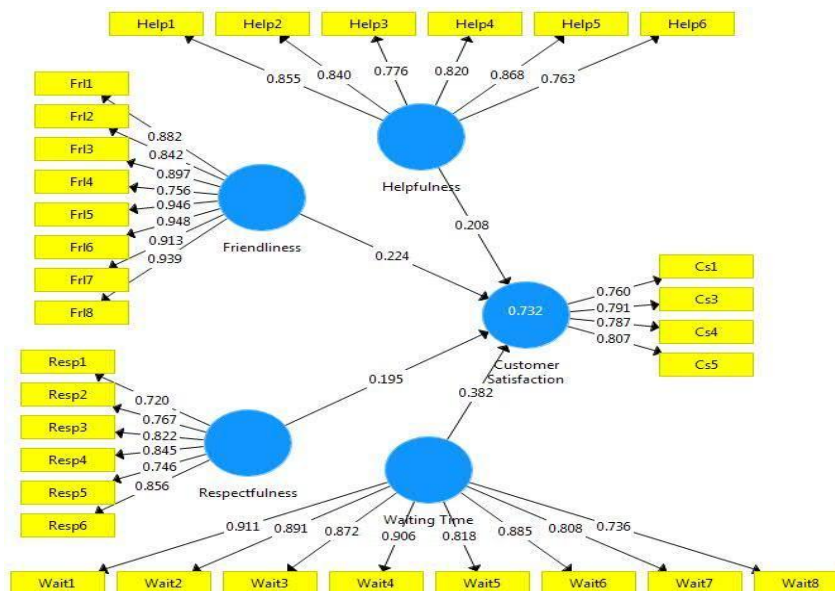 Help1 Help2 Help3 Help4 Help5 Help6
0.855 0.840 0.776 0.820 0.868 0.763
Helpfulness
Frl1
Frl2
Frl3
Frl4
Frl5
Frl6
Frl7
Frl8
0.882
0.842
0.897
0.756
0.946
0.948
0.913
0.939
Friendliness
0.208
0.224
0.732
Customer
Satisfaction
0.760
0.791
0.787
0.807
Cs1
Cs3
Cs4
Cs5
Resp1
Resp2
Resp3
Resp4
Resp5
Resp6
0.720
0.767
0.822
0.845
0.746
0.856
Respectfulness
0.195
0.382
Waiting Time
0.911 0.891 0.872 0.906 0.818 0.885 0.808 0.736
Wait1 Wait2 Wait3 Wait4 Wait5 Wait6 Wait7 Wait8